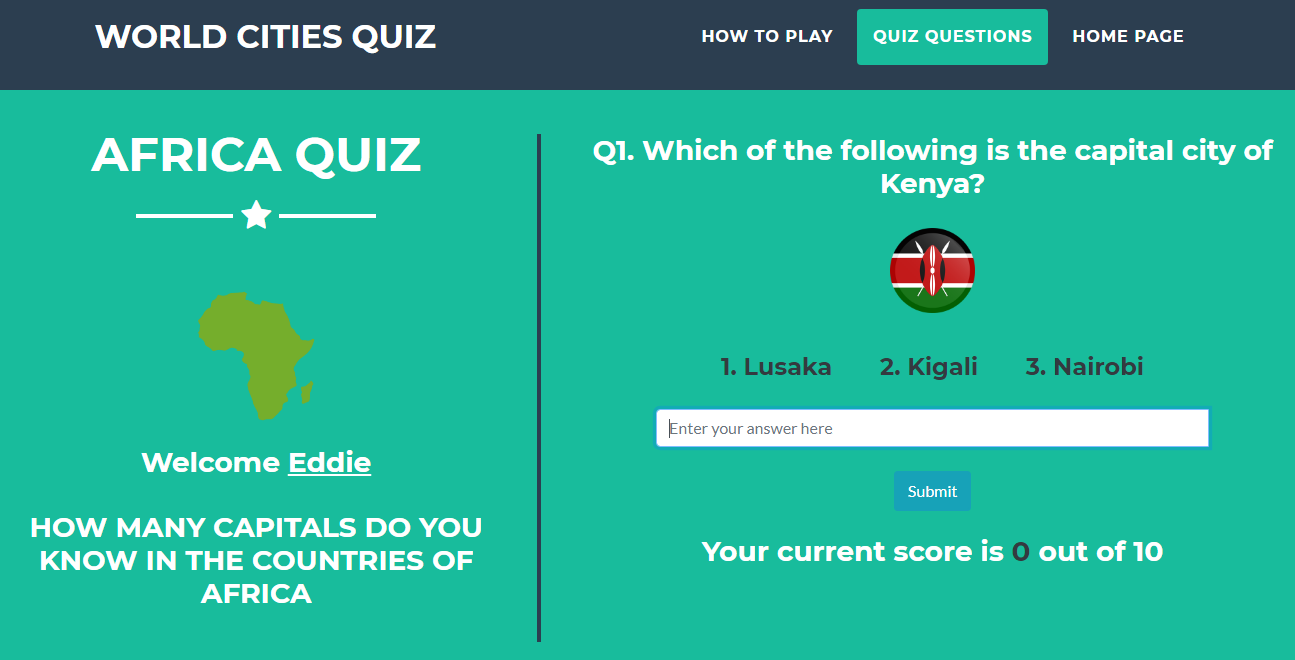 WORLD CITIES QUIZ
HOW TO PLAY
QUIZ QUESTIONS
HOME PAGE
AFRICA QUIZ
Welcome Eddie
HOW MANY CAPITALS DO YOU
KNOW IN THE COUNTRIES OF
AFRICA
Q1. Which of the following is the capital city of
Kenya?
1. Lusaka 2. Kigali 3. Nairobi
Enter your answer here
Submit
Your current score is 0 out of 10